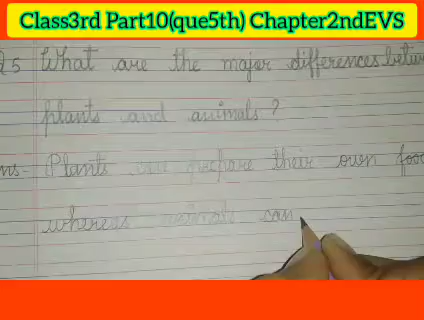 Class3rd Part10(que5th) Chapter2ndEVS
Q5 What are the major differences between
plants and animals ?
Ans- Plants can prepare their own food
whereas animals can